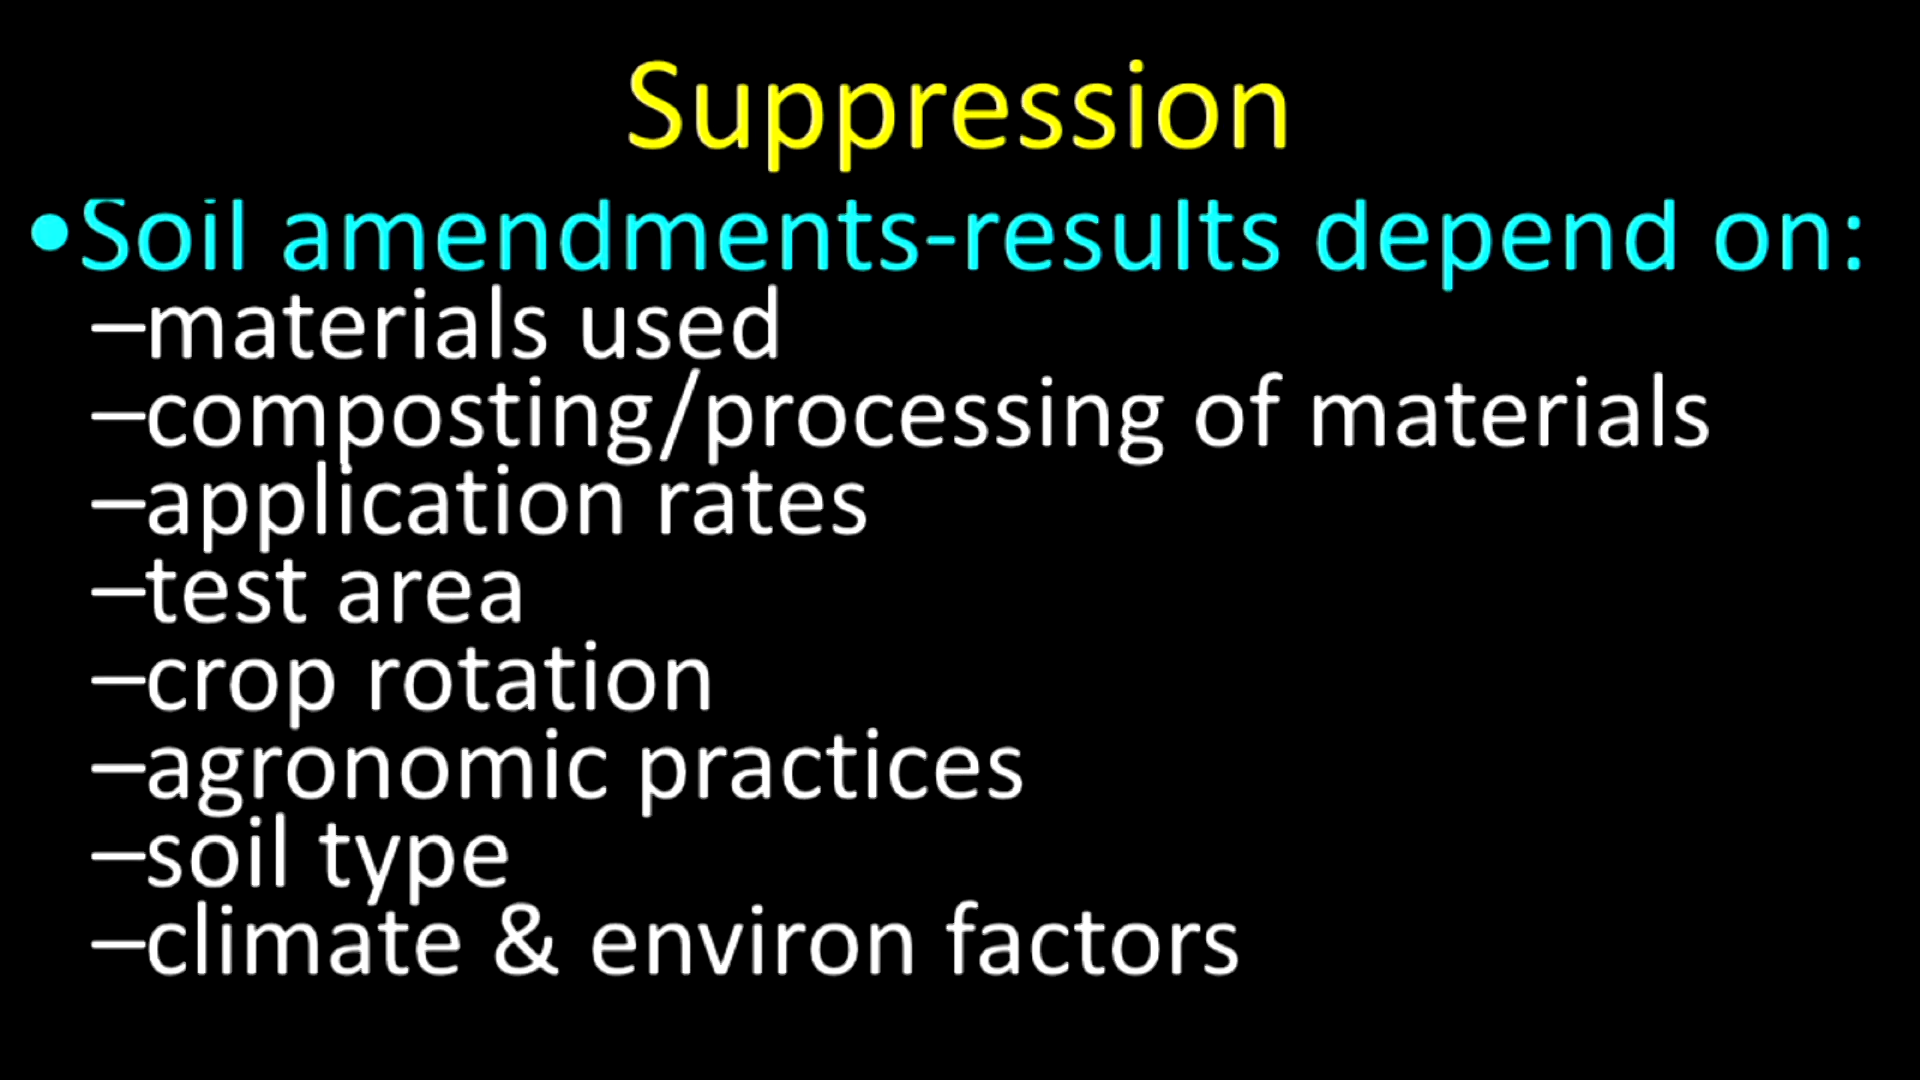 Suppression
•Soil amendments-results depend on:
–materials used
–composting/processing of materials
–application rates
–test area
–crop rotation
–agronomic practices
–soil type
–climate & environ factors